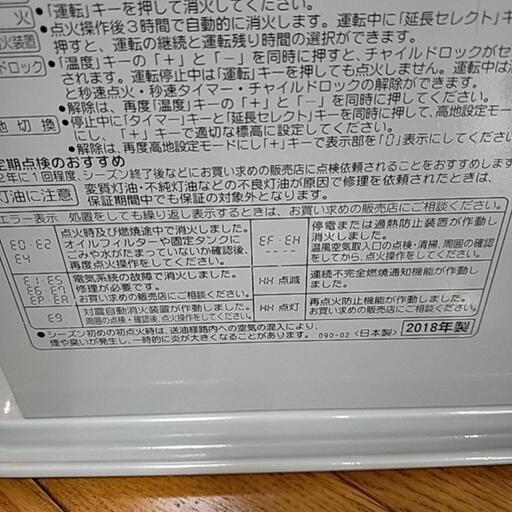 ●「運転」キーを押して消火してください。
火
●点火操作後3時間で自動的に消火します。運転中に「延長セレクト」キ
火装置
押すと、運転の継続と運転残り時間の選択ができます。
●「温度」キーの「+」と「−」を同時に押すと、チャイルドロックがセ
ドロック
されます。運転停止中は「運転」キーを押しても点火しません。運転中は
と秒速点火・秒速タイマー・チャイルドロックの解除ができます。
●解除は、再度「温度」キーの「+」と「−」を同時に押してください。
地切換
●停止中に「タイマー」キーと「延長セレクト」キーを同時に押し、高地設定モー
にし、「+」キーで適切な標高に設定してください。
●解除は、再度高地設定モードにし「+」キーで表示部を「0」表示にしてくだ
定期点検のおすすめ
2年に1回程度、シーズン終了後などにお買い求めの販売店に点検依頼されることをおすすめします
灯油に注意
変質灯油・不純灯油などの不良灯油が原因で修理を依頼されたときは、
保証期間中でも保証の対象外となります。
エラー表示 処置をしても繰り返し表示するときは、お買い求めの販売店にご相談ください。
E0・E2
E4
点火時及び燃焼途中で消火しました。
オイルフィルターや固定タンクに
ごみや水がたまっていないか確認後、
再度点火操作をしてください。
E1・E5
E6・E7
EP・EA
電気系統の故障で消火しました。
修理が必要です。
お買い求めの販売店にご相談ください。
E9
対震自動消火装置が作動しました。
周囲の点検・確認後、点火操作をしてください。
EF・EH
停電または過熱防止装置が作動し
消火しました。
温風空気取入口の点検・清掃、周囲の確認
をしてから、点火操作をしてください。
HH 点滅
連続不完全燃焼通知機能が作動し
ました。
HH 点灯
再点火防止機能が作動しました。
お買い求めの販売店にご相談ください。
●シーズン初めの初点火時は、送油経路内への空気の混入により、
煙や臭いが発生し、一時的に炎が大きくなることがあります。
090-02 <日本製>
2018年製